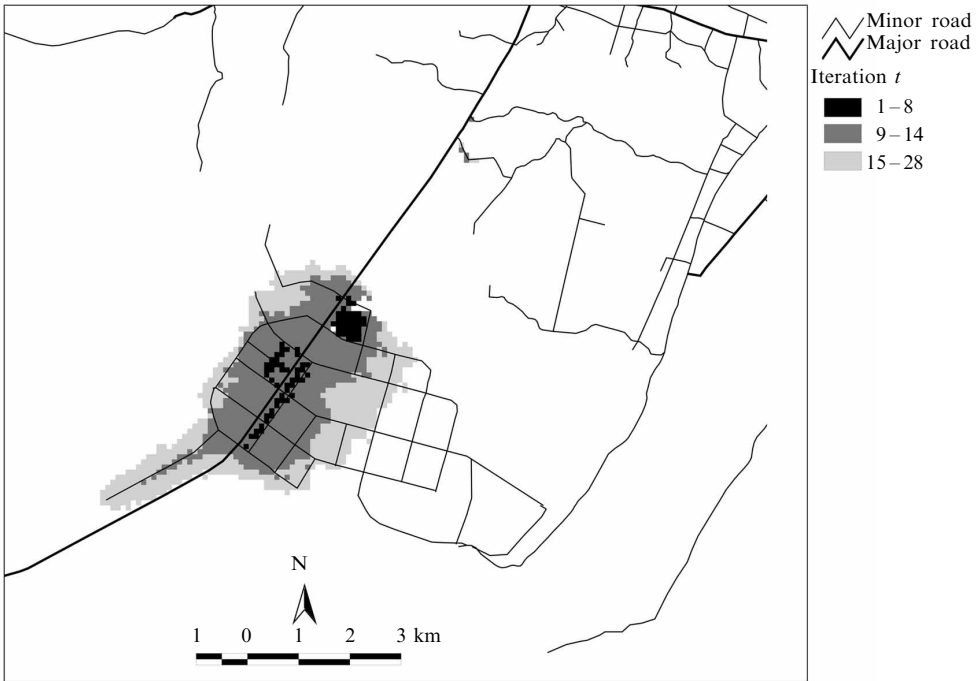 Minor road
Major road
Iteration t
1–8
9–14
15–28
N
1 0 1 2 3 km